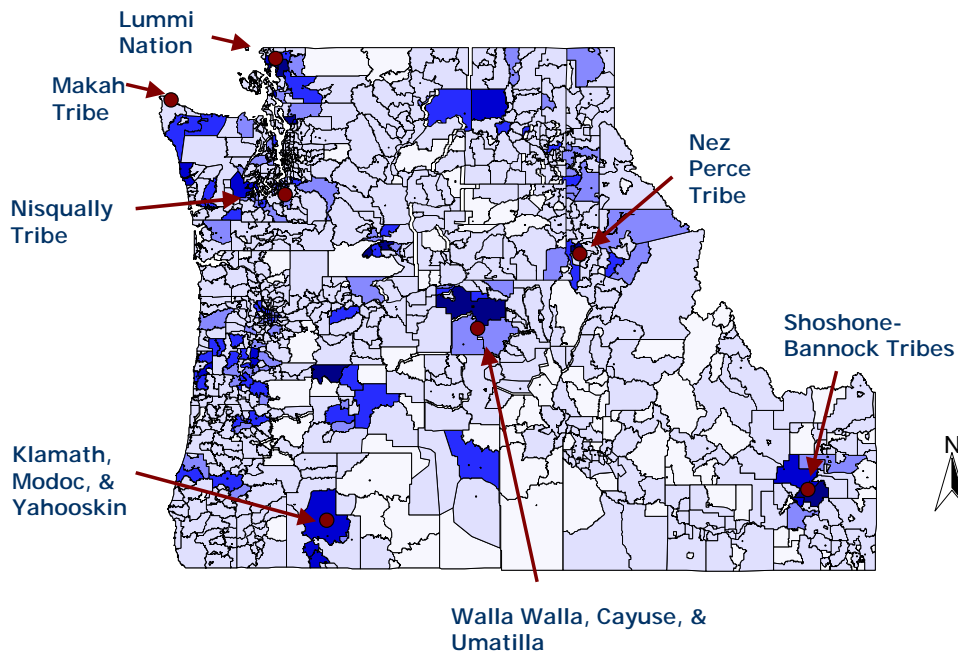 Lummi
Nation
Makah
Tribe
Nez
Perce
Tribe
Nisqually
Tribe
Shoshone-
Bannock Tribes
Klamath,
Modoc, &
Yahooskin
N
Walla Walla, Cayuse, &
Umatilla